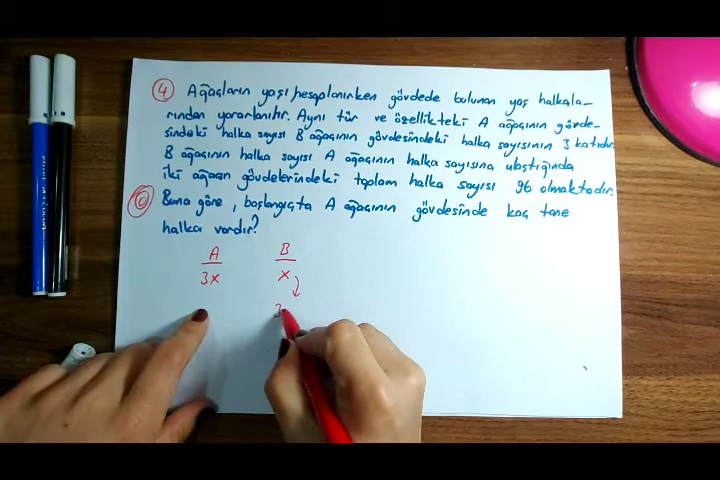 4 Ağaçların yaşı hesaplanırken gövdede bulunan yaş halkala-
rından yararlanılır. Aynı tür ve özellikteki A ağacının gövde-
sindeki halka sayısı B ağacının gövdesindeki halka sayısının 3 katıdır.
B ağacının halka sayısı A ağacının halka sayısına ulaştığında
iki ağacın gövdelerindeki toplam halka sayısı 96 olmaktadır.
Buna göre, başlangıçta A ağacının gövdesinde kaç tane
halka vardır?
A B
3x x
3